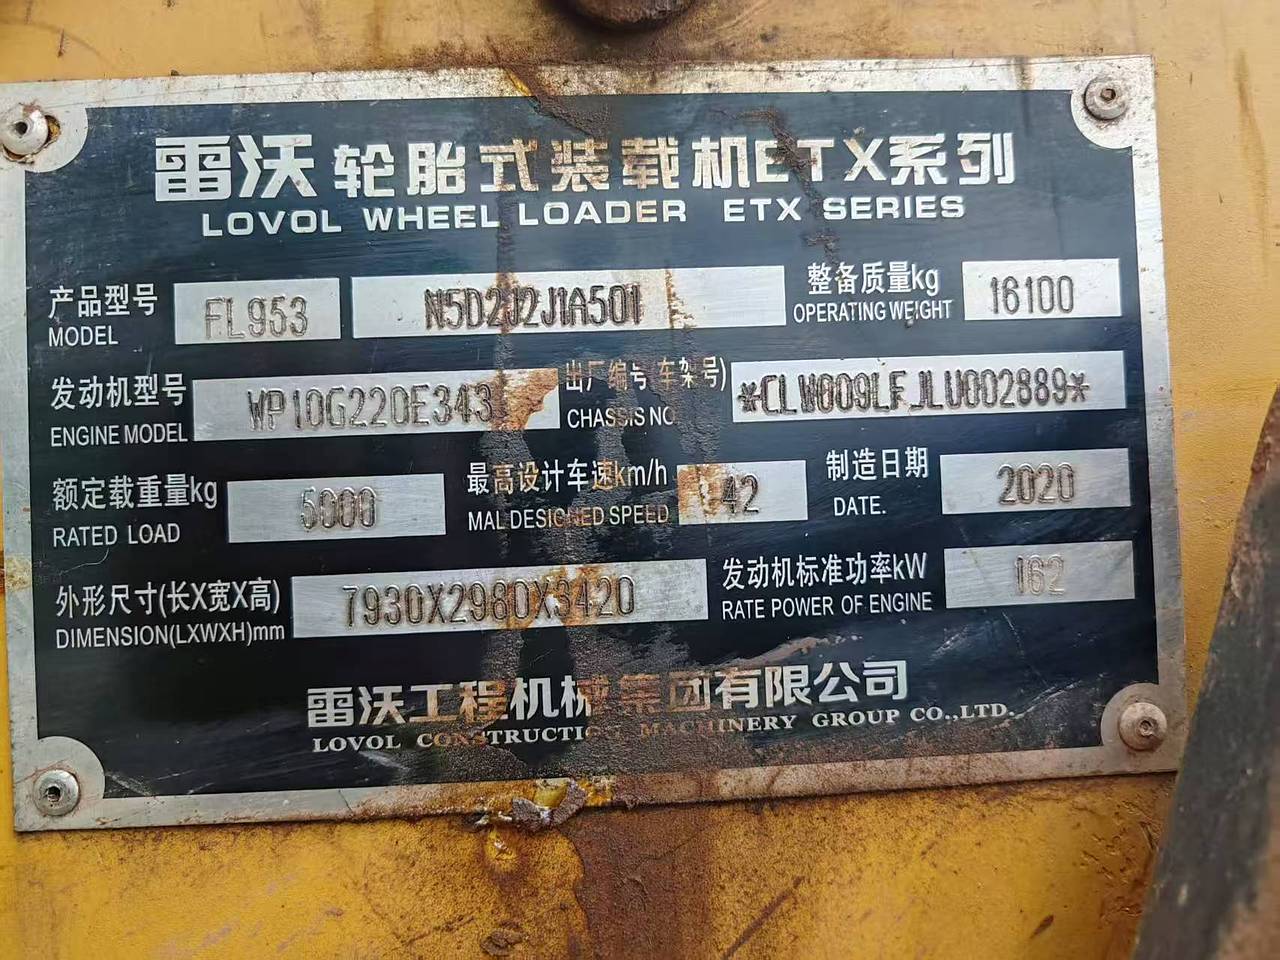 雷沃轮胎式装载机ETX系列
LOVOL WHEEL LOADER ETX SERIES
产品型号 FL953 N5D2J2J1A501 整备质量kg 16100
MODEL OPERATING WEIGHT
发动机型号 WP10G220E343 出厂编号(车架号) *CLW009LFJLU002889*
ENGINE MODEL CHASSIS NO.
额定载重量kg 5000 最高设计车速km/h 42 制造日期 2020
RATED LOAD MAL DESIGNED SPEED DATE.
外形尺寸(长X宽X高) 7930X2980X3420 发动机标准功率kW 162
DIMENSION(LXWXH)mm RATE POWER OF ENGINE
雷沃工程机械集团有限公司
LOVOL CONSTRUCTION MACHINERY GROUP CO.,LTD.